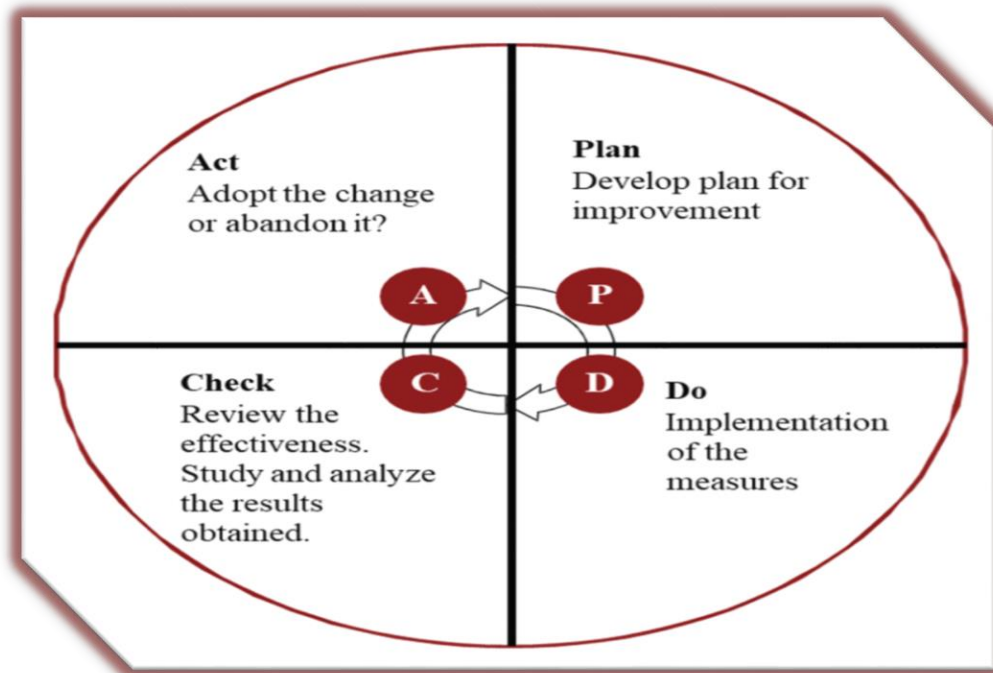 Act
Adopt the change
or abandon it?
Plan
Develop plan for
improvement
A
P
C
D
Check
Review the
effectiveness.
Study and analyze
the results
obtained.
Do
Implementation
of the
measures